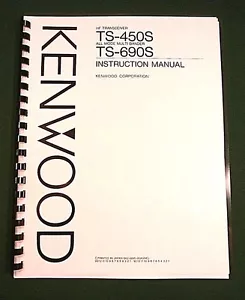 KENWOOD
HF TRANSCEIVER
TS-450S
ALL MODE MULTI-BANDER
TS-690S
INSTRUCTION MANUAL
KENWOOD CORPORATION